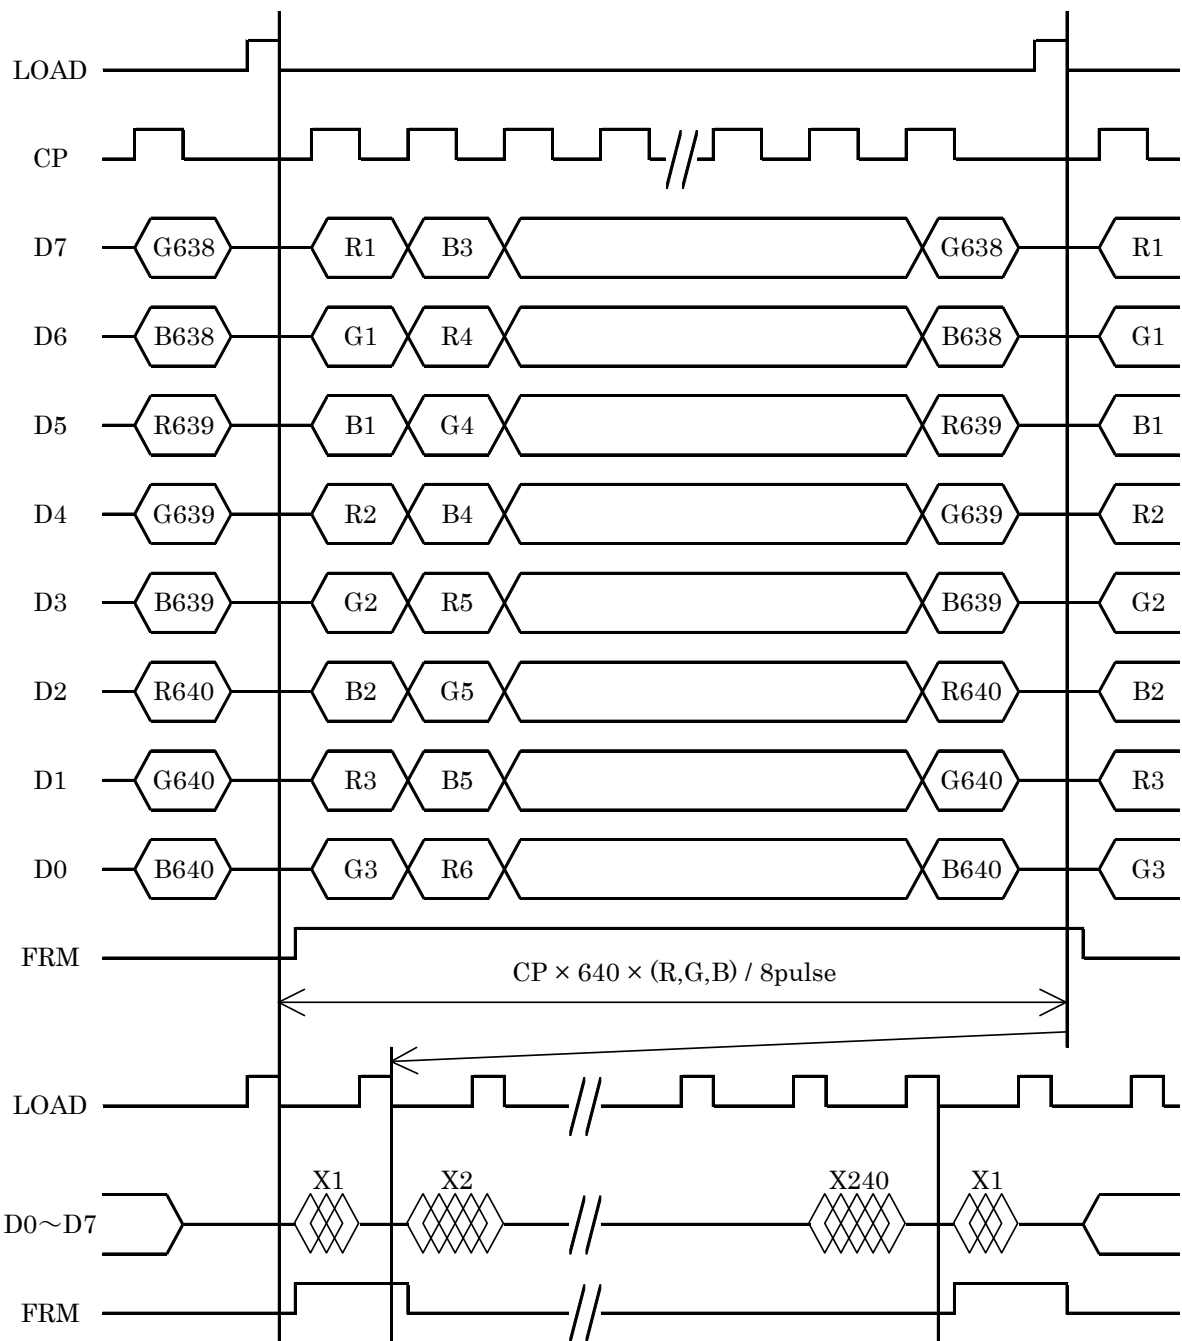 LOAD
CP
D7 G638 R1 B3 G638 R1
D6 B638 G1 R4 B638 G1
D5 R639 B1 G4 R639 B1
D4 G639 R2 B4 G639 R2
D3 B639 G2 R5 B639 G2
D2 R640 B2 G5 R640 B2
D1 G640 R3 B5 G640 R3
D0 B640 G3 R6 B640 G3
FRM
CP × 640 × (R,G,B) / 8pulse
LOAD
X1 X2 X240 X1
D0～D7
FRM